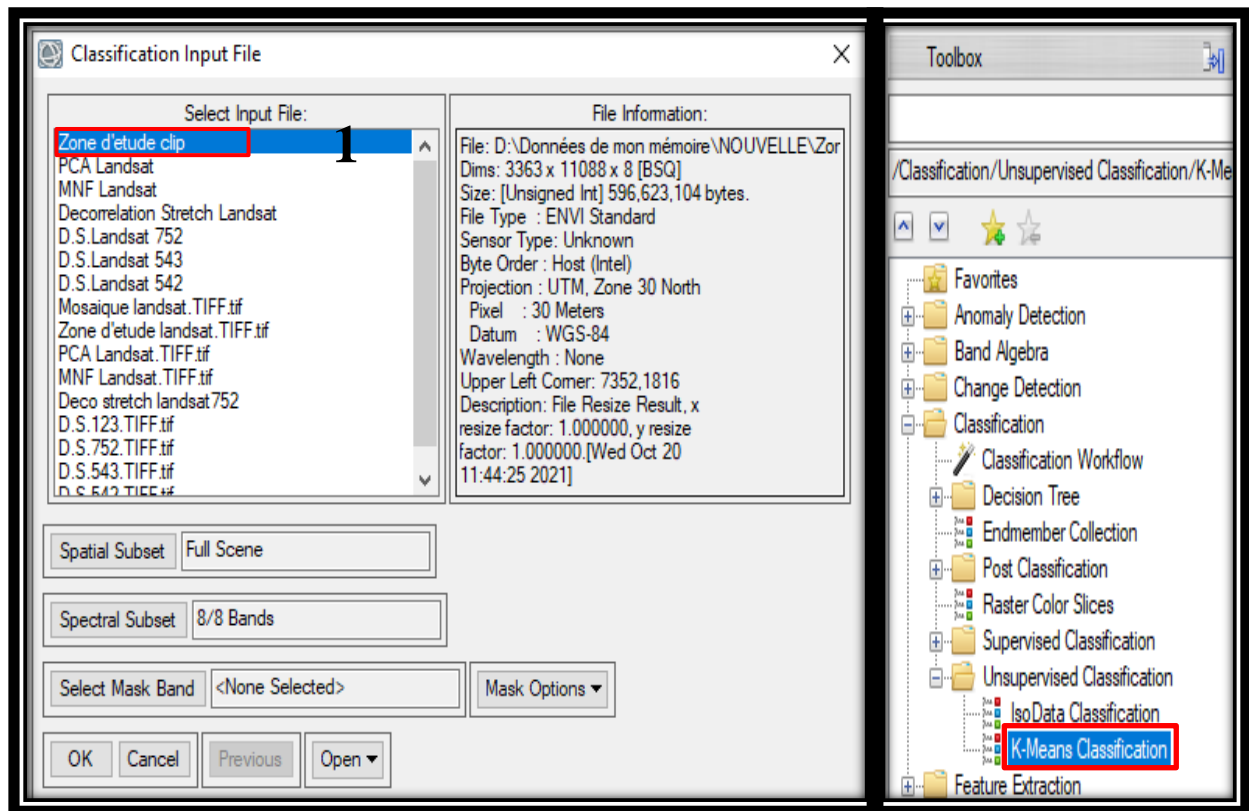 Classification Input File
Select Input File:
Zone d'etude clip
1
PCA Landsat
MNF Landsat
Decorrelation Stretch Landsat
D.S.Landsat 752
D.S.Landsat 543
D.S.Landsat 542
Mosaique landsat.TIFF.tif
Zone d'etude landsat.TIFF.tif
PCA Landsat.TIFF.tif
MNF Landsat.TIFF.tif
Deco stretch landsat752
D.S.123.TIFF.tif
D.S.752.TIFF.tif
D.S.543.TIFF.tif
D.S.542.TIFF.tif
File Information:
File: D:\Données de mon mémoire\NOUVELLE\Zor
Dims: 3363 x 11088 x 8 [BSQ]
Size: [Unsigned Int] 596,623,104 bytes.
File Type : ENVI Standard
Sensor Type: Unknown
Byte Order : Host (Intel)
Projection : UTM, Zone 30 North
Pixel : 30 Meters
Datum : WGS-84
Wavelength : None
Upper Left Corner: 7352,1816
Description: File Resize Result, x
resize factor: 1.000000, y resize
factor: 1.000000.[Wed Oct 20
11:44:25 2021]
Spatial Subset Full Scene
Spectral Subset 8/8 Bands
Select Mask Band <None Selected> Mask Options
OK Cancel Previous Open
Toolbox
/Classification/Unsupervised Classification/K-Me
Favorites
Anomaly Detection
Band Algebra
Change Detection
Classification
Classification Workflow
Decision Tree
Endmember Collection
Post Classification
Raster Color Slices
Supervised Classification
Unsupervised Classification
IsoData Classification
K-Means Classification
Feature Extraction